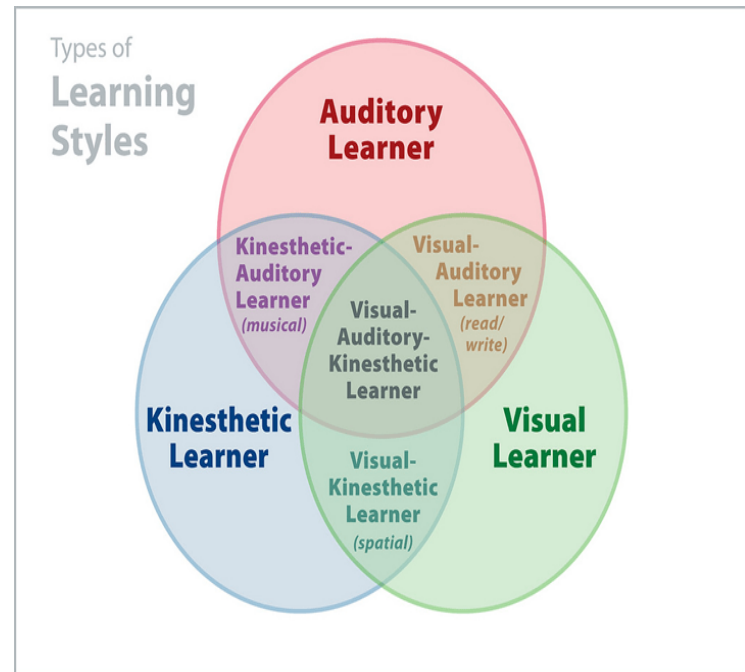 Types of
Learning
Styles
Auditory
Learner
Kinesthetic-
Auditory
Learner
(musical)
Visual-
Auditory
Learner
(read/
write)
Visual-
Auditory-
Kinesthetic
Learner
Kinesthetic
Learner
Visual
Learner
Visual-
Kinesthetic
Learner
(spatial)